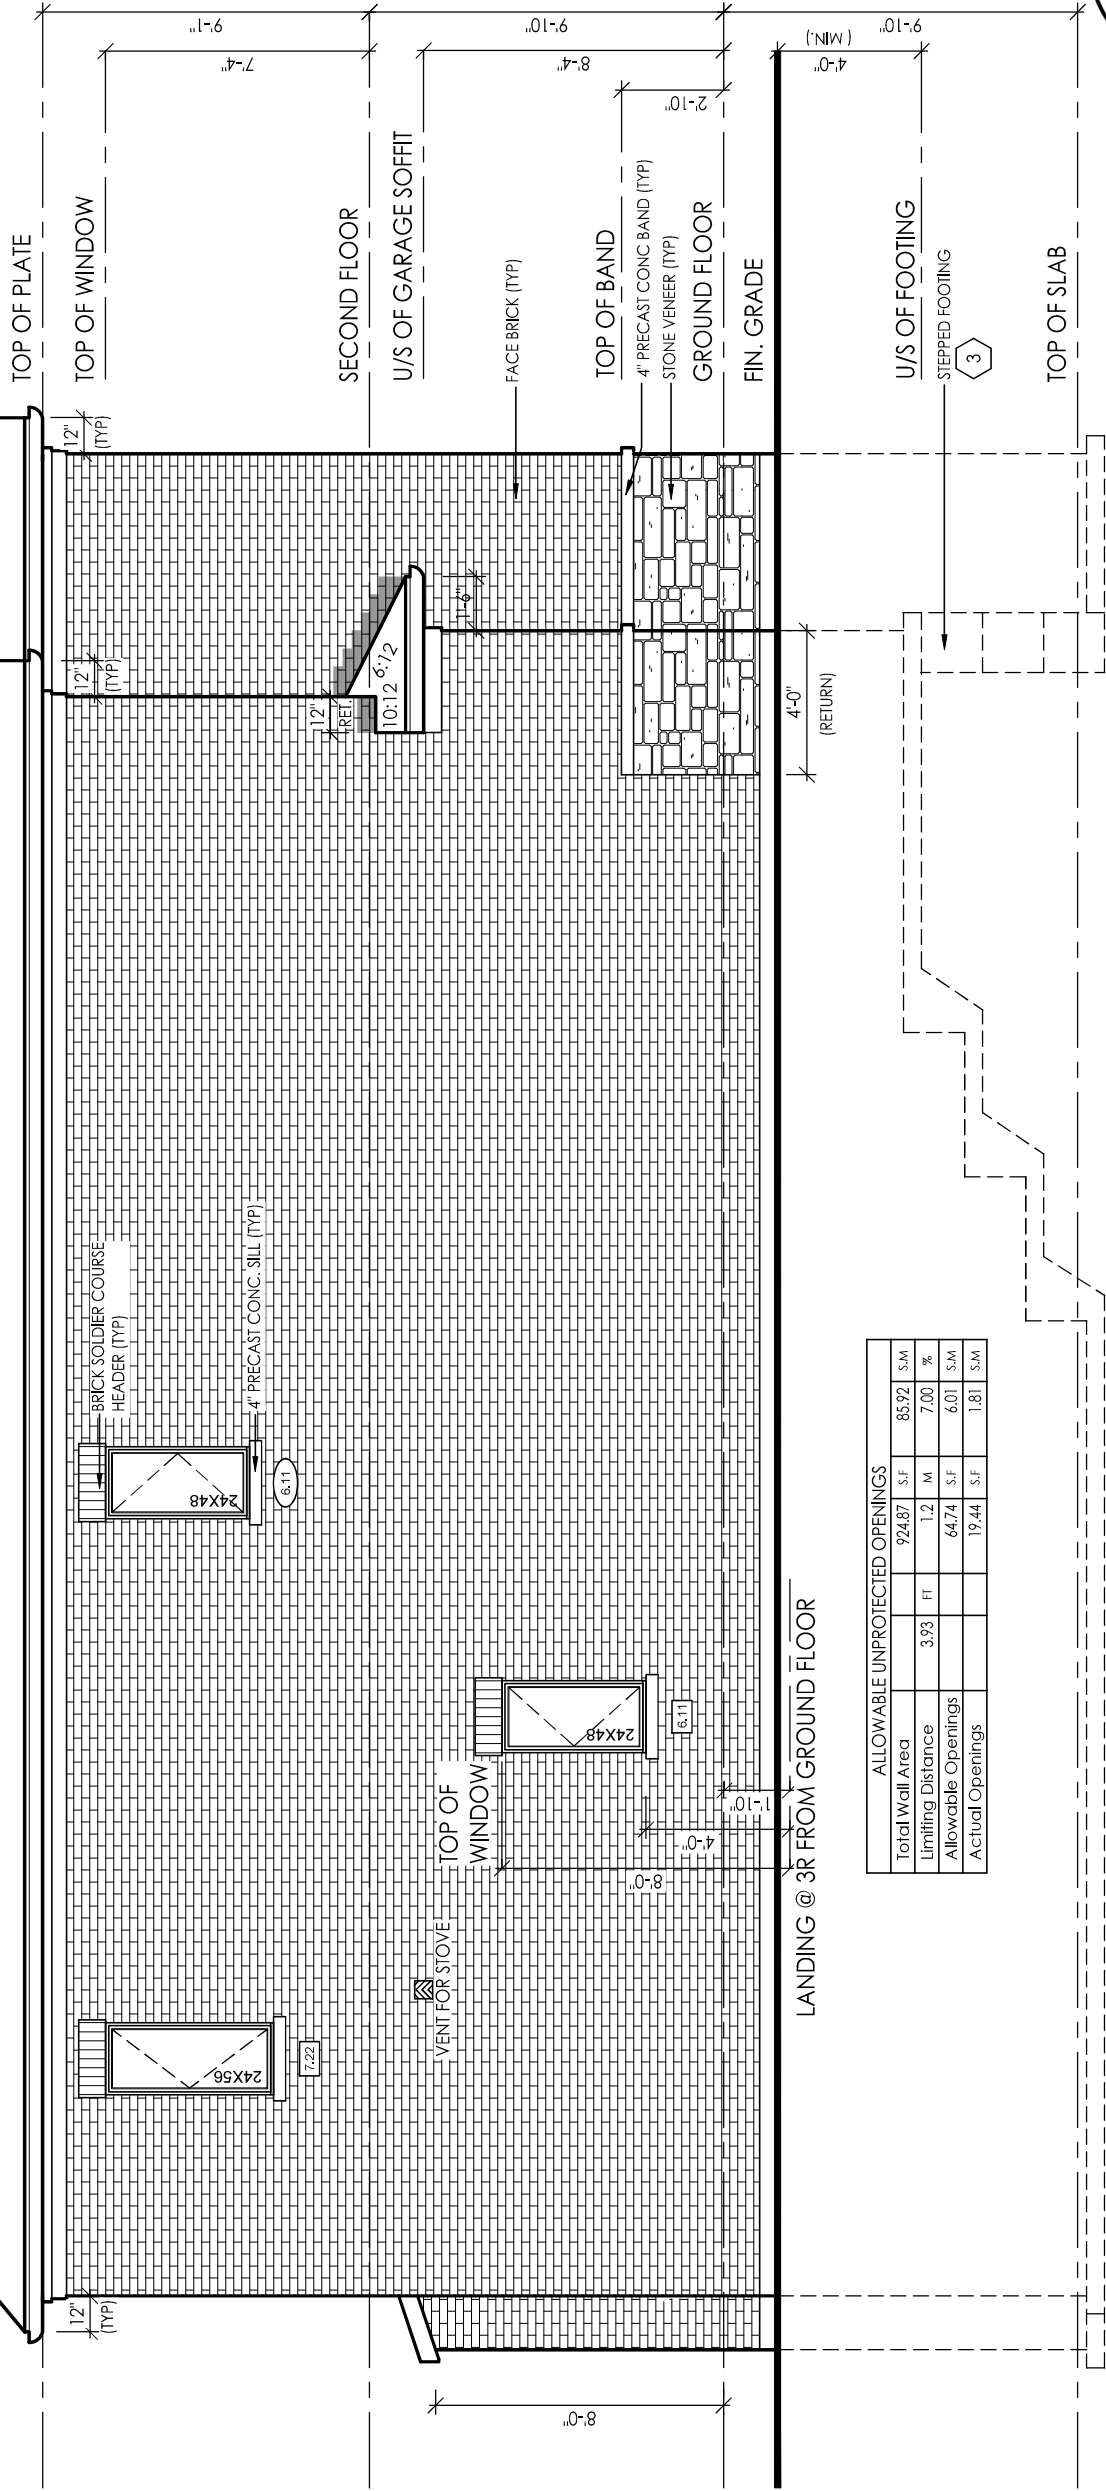 TOP OF PLATE
TOP OF WINDOW
SECOND FLOOR
U/S OF GARAGE SOFFIT
FACE BRICK (TYP)
TOP OF BAND
4" PRECAST CONC BAND (TYP)
STONE VENEER (TYP)
GROUND FLOOR
FIN. GRADE
U/S OF FOOTING
STEPPED FOOTING
3
TOP OF SLAB
9'-1"
7'-4"
9'-10"
8'-4"
2'-10"
4'-0"
( MIN.)
9'-10"
12"
(TYP)
12"
(TYP)
12"
RET.
10:12
6:12
1'-6"
4'-0"
(RETURN)
BRICK SOLDIER COURSE
HEADER (TYP)
24X48
4" PRECAST CONC. SILL (TYP)
6.11
TOP OF
WINDOW
24X48
6.11
1'-10"
4'-0"
8'-0"
LANDING @ 3R FROM GROUND FLOOR
VENT FOR STOVE
24X56
7.22
12"
(TYP)
8'-0"
ALLOWABLE UNPROTECTED OPENINGS
Total Wall Area 924.87 S.F 85.92 S.M
Limiting Distance 3.93 FT 1.2 M 7.00 %
Allowable Openings 64.74 S.F 6.01 S.M
Actual Openings 19.44 S.F 1.81 S.M